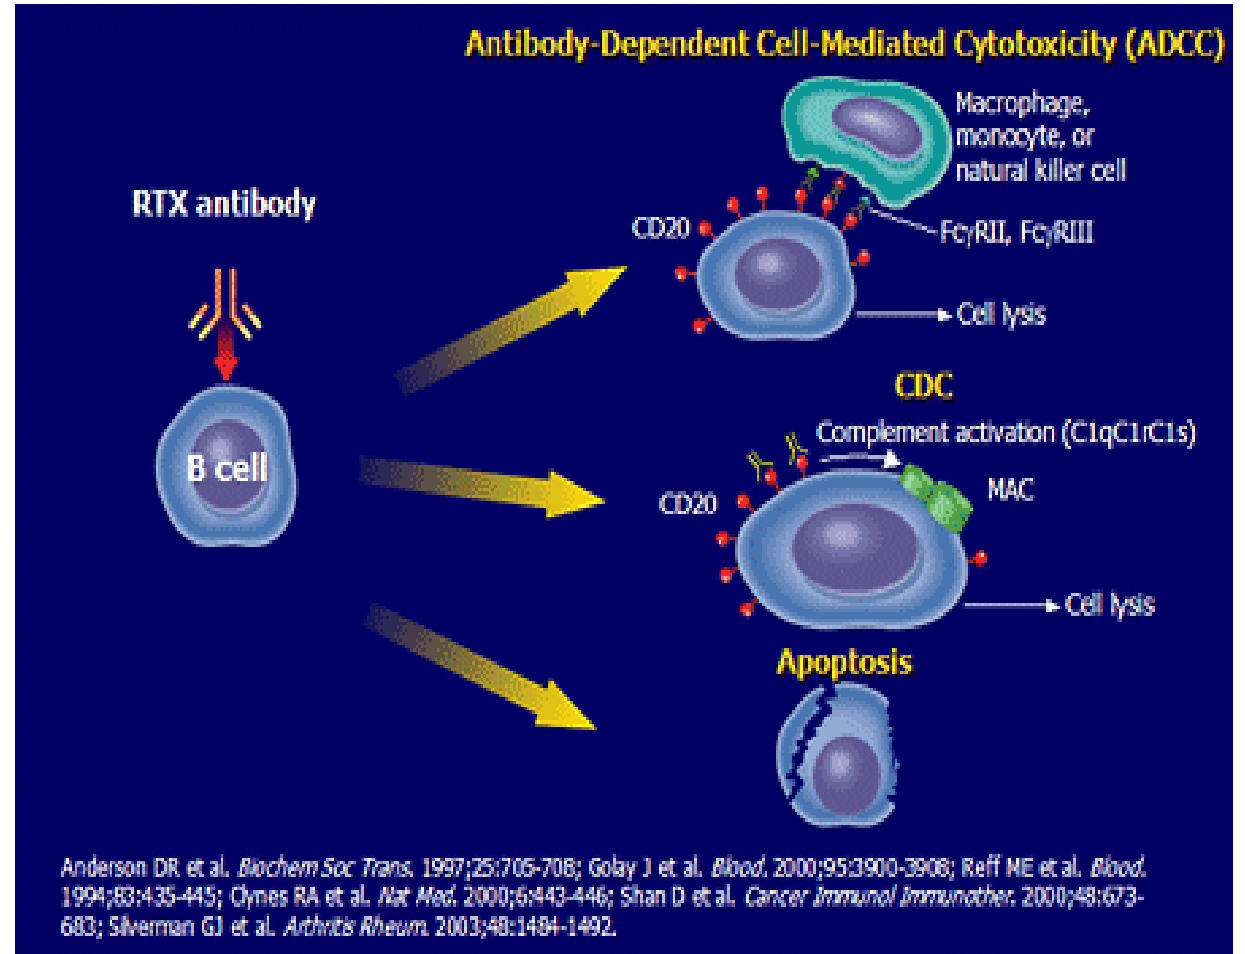 Antibody-Dependent Cell-Mediated Cytotoxicity (ADCC)
Macrophage,
monocyte, or
natural killer cell
RTX antibody
CD20
FcγRII, FcγRIII
Cell lysis
B cell
CDC
Complement activation (C1qC1rC1s)
CD20
MAC
Cell lysis
Apoptosis
Anderson DR et al. Biochem Soc Trans. 1997;25:705-708; Golay J et al. Blood. 2000;95:3900-3908; Reff ME et al. Blood.
1994;83:435-445; Clynes RA et al. Nat Med. 2000;6:443-446; Shan D et al. Cancer Immunol Immunother. 2000;48:673-
683; Silverman GJ et al. Arthritis Rheum. 2003;48:1484-1492.